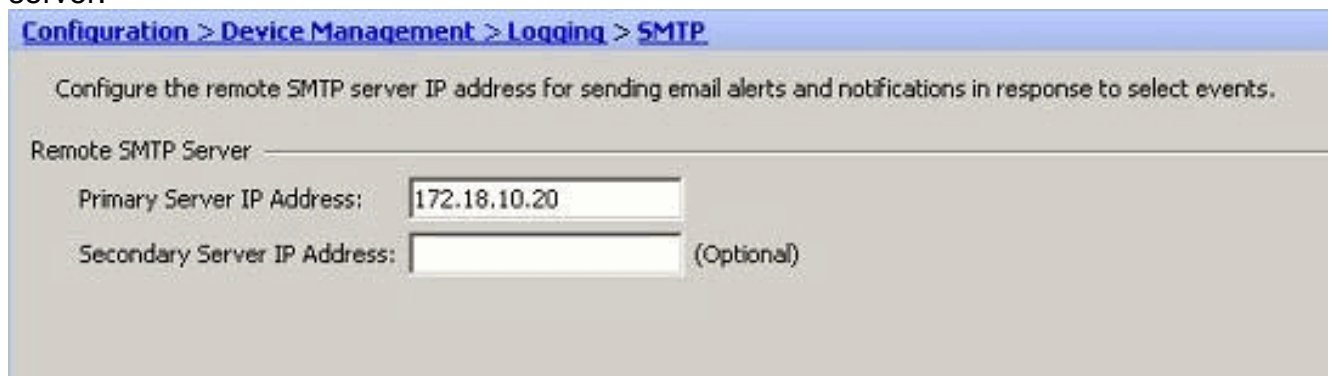 server.
Configuration > Device Management > Logging > SMTP
Configure the remote SMTP server IP address for sending email alerts and notifications in response to select events.
Remote SMTP Server
Primary Server IP Address: 172.18.10.20
Secondary Server IP Address: (Optional)